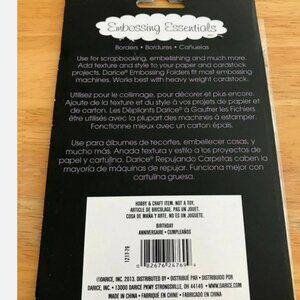 Embossing Essentials
Borders • Bordures • Cañuelas
Use for scrapbooking, embellishing and much more.
Add texture and style to your paper and cardstock
projects. Darice® Embossing Folders fit most embossing
machines. Works best with heavy weight cardstock.
Utilisez pour le collimage, pour décorer et plus encore.
Ajoute de la texture et du style à vos projets de papier et
de carton. Les Dépliants Darice® à Gaufrer les Fichiers
être utilisés avec la plupart des machines à estamper.
Fonctionne mieux avec un carton épais.
Use para álbumes de recortes, embellecer cosas, y
mucho más. Anada textura y estilo a los proyectos de
papel y cartulina. Darice® Repujando Carpetas caben la
mayoría de máquinas de repujar. Funciona mejor con
cartulina gruesa.
HOBBY & CRAFT ITEM. NOT A TOY.
ARTICLE DE BRICOLAGE. PAS UN JOUET.
COSA DE MAÑA Y ARTE. NO ES UN JUGUETE.
BIRTHDAY
ANNIVERSAIRE • CUMPLEAÑOS
1217-70
0 82676 24769
©DARICE, INC. 2013. DISTRIBUTED BY • DISTRIBUÉ PAR • DISTRIBUIDO POR
DARICE, INC. • 13000 DARICE PKWY STRONGSVILLE, OH 44149 • WWW.DARICE.COM
MADE IN CHINA • FABRIQUÉ EN CHINE • FABRICADO EN CHINA